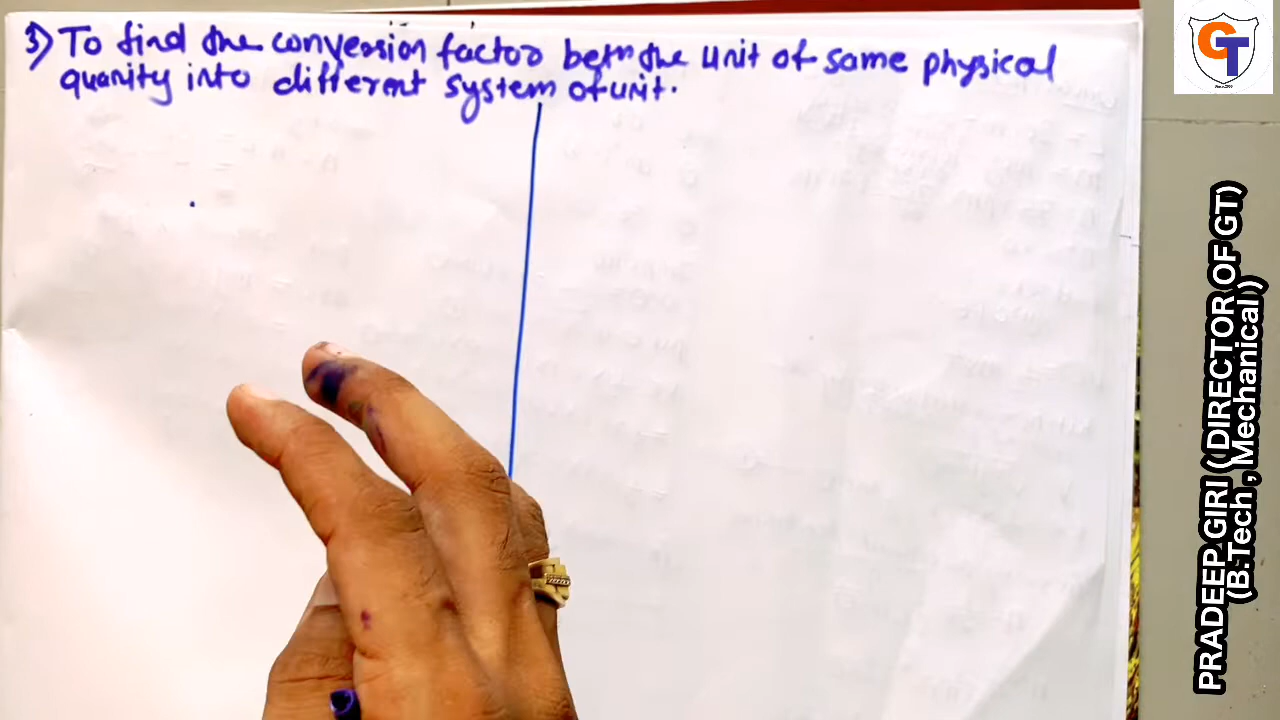 3) To find the conversion factor betn the unit of same physical
quanity into different system of unit.
GT
PRADEEP GIRI ( DIRECTOR OF GT)
(B.Tech , Mechanical )